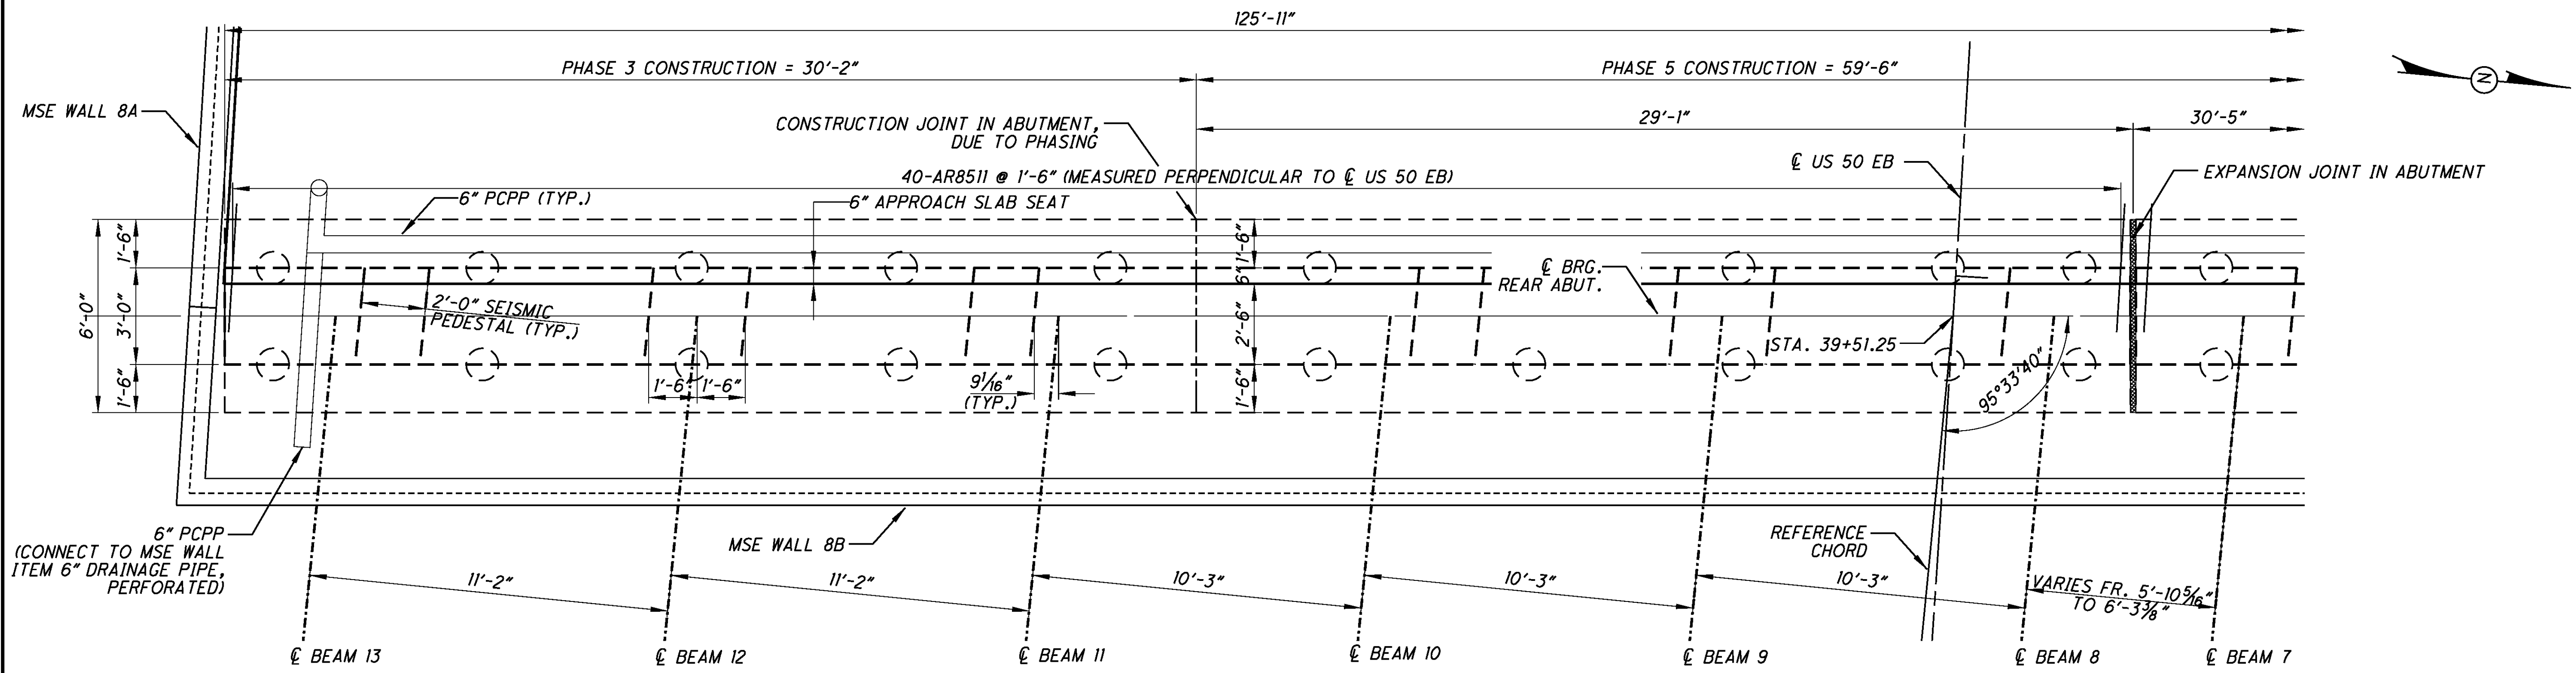 125'-11"
PHASE 3 CONSTRUCTION = 30'-2"
PHASE 5 CONSTRUCTION = 59'-6"
N
MSE WALL 8A
CONSTRUCTION JOINT IN ABUTMENT,
DUE TO PHASING
29'-1"
30'-5"
℄ US 50 EB
EXPANSION JOINT IN ABUTMENT
40-AR8511 @ 1'-6" (MEASURED PERPENDICULAR TO ℄ US 50 EB)
6" PCPP (TYP.)
6" APPROACH SLAB SEAT
6'-0"
1'-6"
3'-0"
1'-6"
2'-0" SEISMIC
PEDESTAL (TYP.)
1'-6"
6"
2'-6"
1'-6"
℄ BRG.
REAR ABUT.
STA. 39+51.25
95°33'40"
1'-6"
1'-6"
9 1/16"
(TYP.)
6" PCPP
(CONNECT TO MSE WALL
ITEM 6" DRAINAGE PIPE,
PERFORATED)
MSE WALL 8B
REFERENCE
CHORD
11'-2"
11'-2"
10'-3"
10'-3"
10'-3"
VARIES FR. 5'-10 5/16"
TO 6'-3 3/8"
℄ BEAM 13
℄ BEAM 12
℄ BEAM 11
℄ BEAM 10
℄ BEAM 9
℄ BEAM 8
℄ BEAM 7